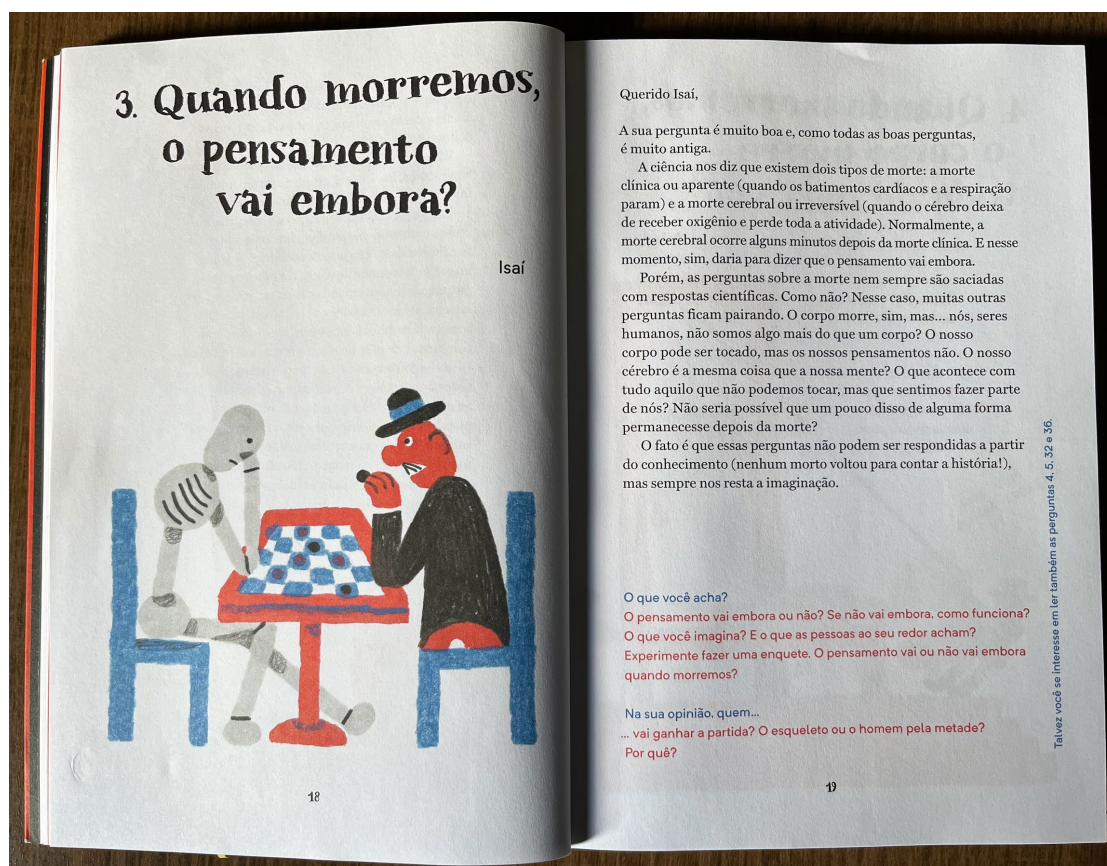 3. Quando morremos,
o pensamento
vai embora?
Isaí
18
Querido Isaí,
A sua pergunta é muito boa e, como todas as boas perguntas,
é muito antiga.
A ciência nos diz que existem dois tipos de morte: a morte
clínica ou aparente (quando os batimentos cardíacos e a respiração
param) e a morte cerebral ou irreversível (quando o cérebro deixa
de receber oxigênio e perde toda a atividade). Normalmente, a
morte cerebral ocorre alguns minutos depois da morte clínica. E nesse
momento, sim, daria para dizer que o pensamento vai embora.
Porém, as perguntas sobre a morte nem sempre são saciadas
com respostas científicas. Como não? Nesse caso, muitas outras
perguntas ficam pairando. O corpo morre, sim, mas... nós, seres
humanos, não somos algo mais do que um corpo? O nosso
corpo pode ser tocado, mas os nossos pensamentos não. O nosso
cérebro é a mesma coisa que a nossa mente? O que acontece com
tudo aquilo que não podemos tocar, mas que sentimos fazer parte
de nós? Não seria possível que um pouco disso de alguma forma
permanecesse depois da morte?
O fato é que essas perguntas não podem ser respondidas a partir
do conhecimento (nenhum morto voltou para contar a história!),
mas sempre nos resta a imaginação.
O que você acha?
O pensamento vai embora ou não? Se não vai embora, como funciona?
O que você imagina? E o que as pessoas ao seu redor acham?
Experimente fazer uma enquete. O pensamento vai ou não vai embora
quando morremos?
Na sua opinião, quem...
... vai ganhar a partida? O esqueleto ou o homem pela metade?
Por quê?
Talvez você se interesse em ler também as perguntas 4, 5, 32 e 36.
19